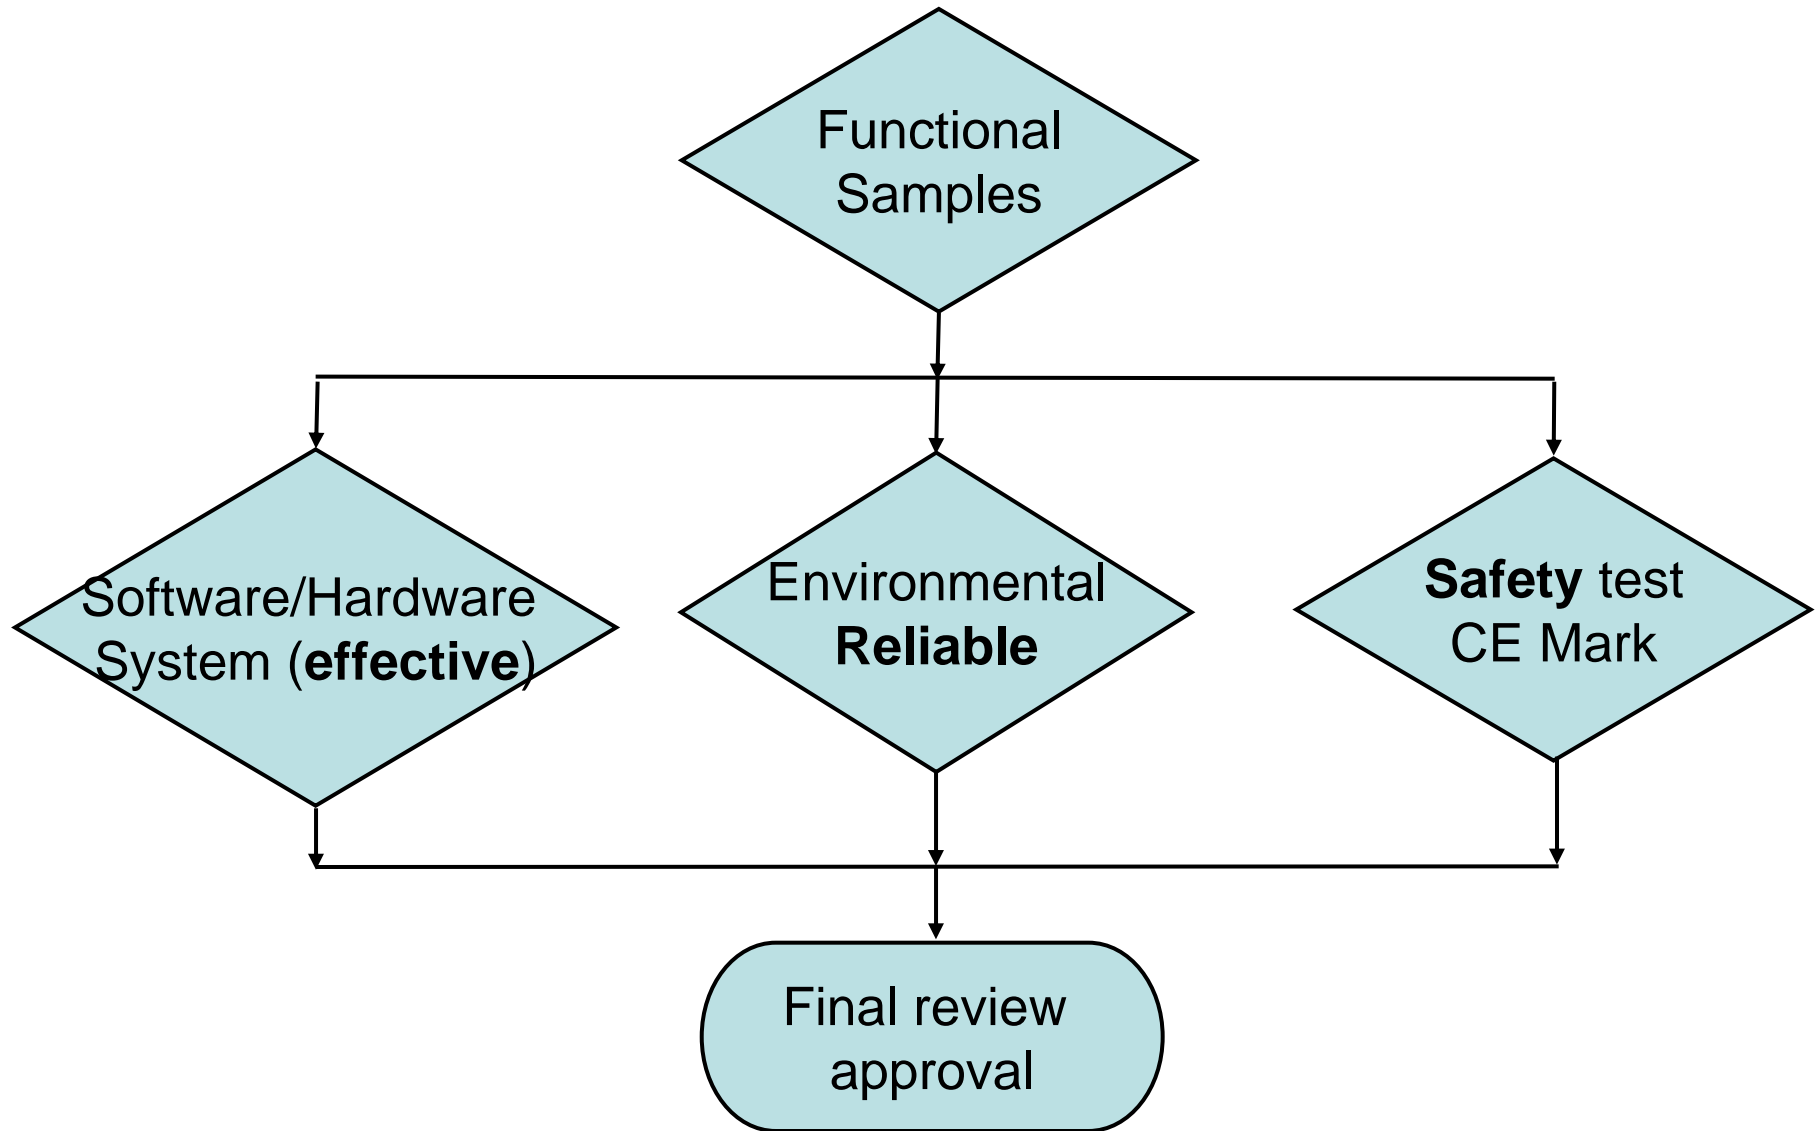 Functional
Samples
Software/Hardware
System (effective)
Environmental
Reliable
Safety test
CE Mark
Final review
approval